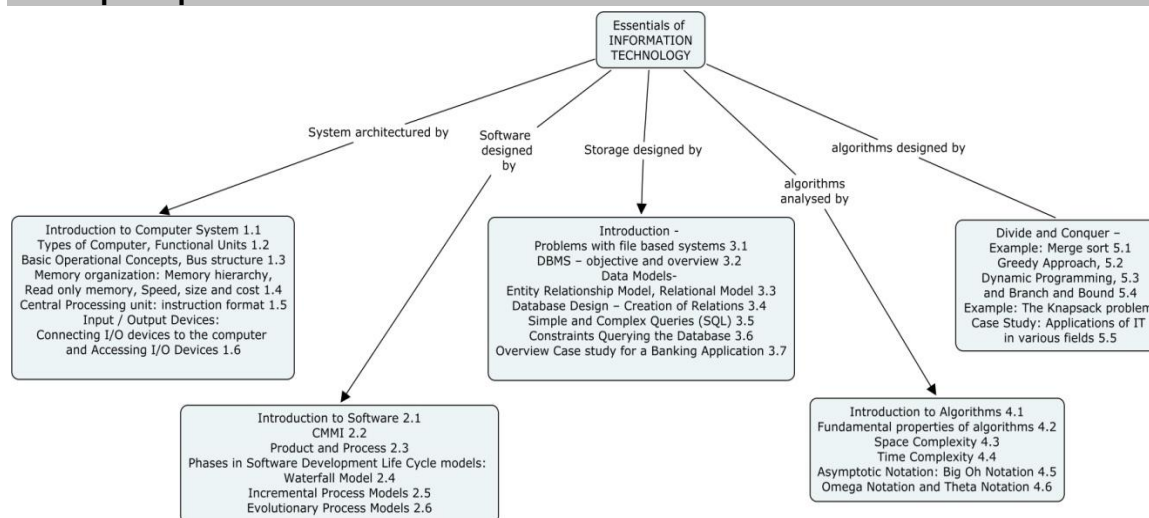 Essentials of
INFORMATION
TECHNOLOGY
System architectured by
Software
designed
by
Storage designed by
algorithms
analysed by
algorithms designed by
Introduction to Computer System 1.1
Types of Computer, Functional Units 1.2
Basic Operational Concepts, Bus structure 1.3
Memory organization: Memory hierarchy,
Read only memory, Speed, size and cost 1.4
Central Processing unit: instruction format 1.5
Input / Output Devices:
Connecting I/O devices to the computer
and Accessing I/O Devices 1.6
Introduction to Software 2.1
CMMI 2.2
Product and Process 2.3
Phases in Software Development Life Cycle models:
Waterfall Model 2.4
Incremental Process Models 2.5
Evolutionary Process Models 2.6
Introduction -
Problems with file based systems 3.1
DBMS – objective and overview 3.2
Data Models-
Entity Relationship Model, Relational Model 3.3
Database Design – Creation of Relations 3.4
Simple and Complex Queries (SQL) 3.5
Constraints Querying the Database 3.6
Overview Case study for a Banking Application 3.7
Introduction to Algorithms 4.1
Fundamental properties of algorithms 4.2
Space Complexity 4.3
Time Complexity 4.4
Asymptotic Notation: Big Oh Notation 4.5
Omega Notation and Theta Notation 4.6
Divide and Conquer –
Example: Merge sort 5.1
Greedy Approach, 5.2
Dynamic Programming, 5.3
and Branch and Bound 5.4
Example: The Knapsack problem
Case Study: Applications of IT
in various fields 5.5